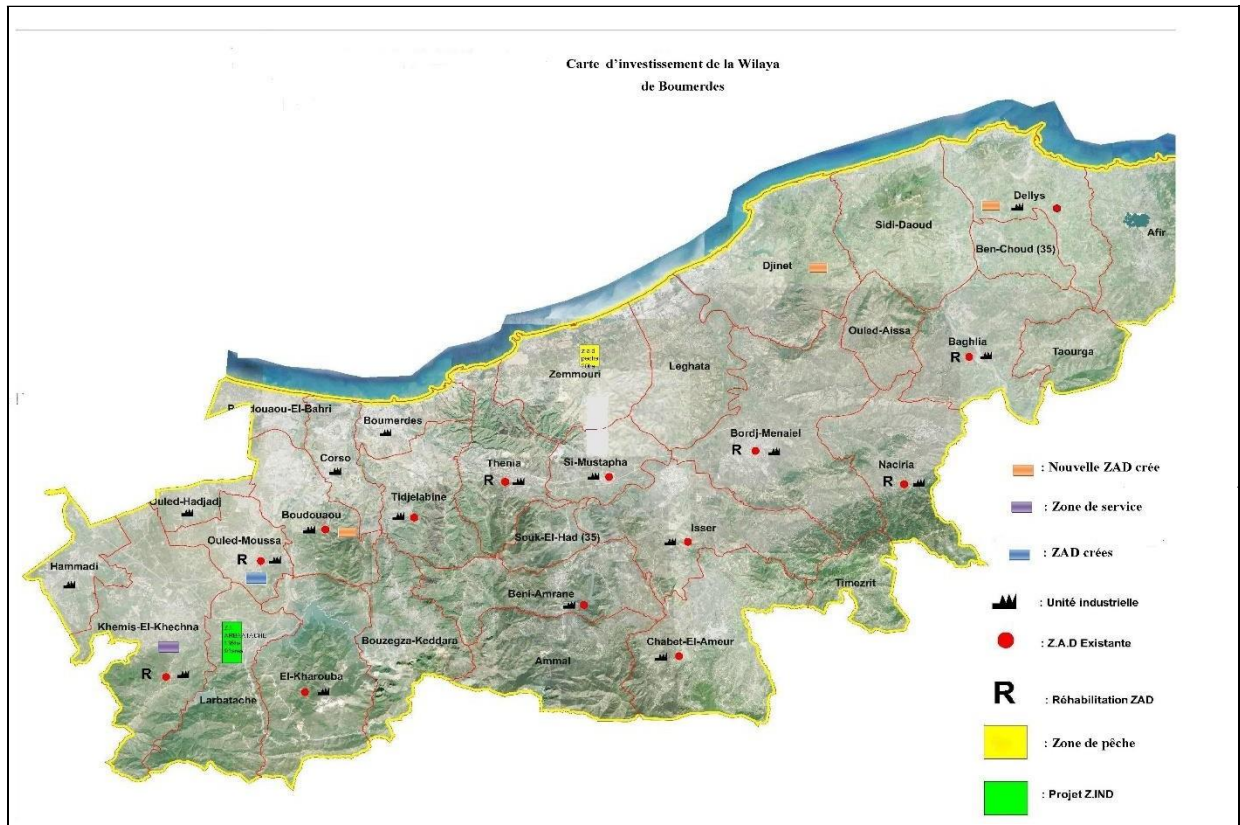 Carte d'investissement de la Wilaya
de Boumerdes
Dellys
Afir
Sidi-Daoud
Ben-Choud (35)
Djinet
Ouled-Aissa
Baghlia
R
Taourga
Zemmouri
Leghata
Boumerdes
Corso
Bordj-Menaiel
R
Thenia
R
Si-Mustapha
Naciria
R
Ouled-Hadjadj
Tidjelabine
Boudouaou
Souk-El-Had (35)
Isser
Ouled-Moussa
R
Hammadi
Timezrit
Beni-Amrane
Khemis-El-Khechna
R
Bouzegza-Keddara
Chabet-El-Ameur
Ammal
El-Kharouba
Larbatache
: Nouvelle ZAD crée
: Zone de service
: ZAD crées
: Unité industrielle
: Z.A.D Existante
R : Réhabilitation ZAD
: Zone de pêche
: Projet Z.IND